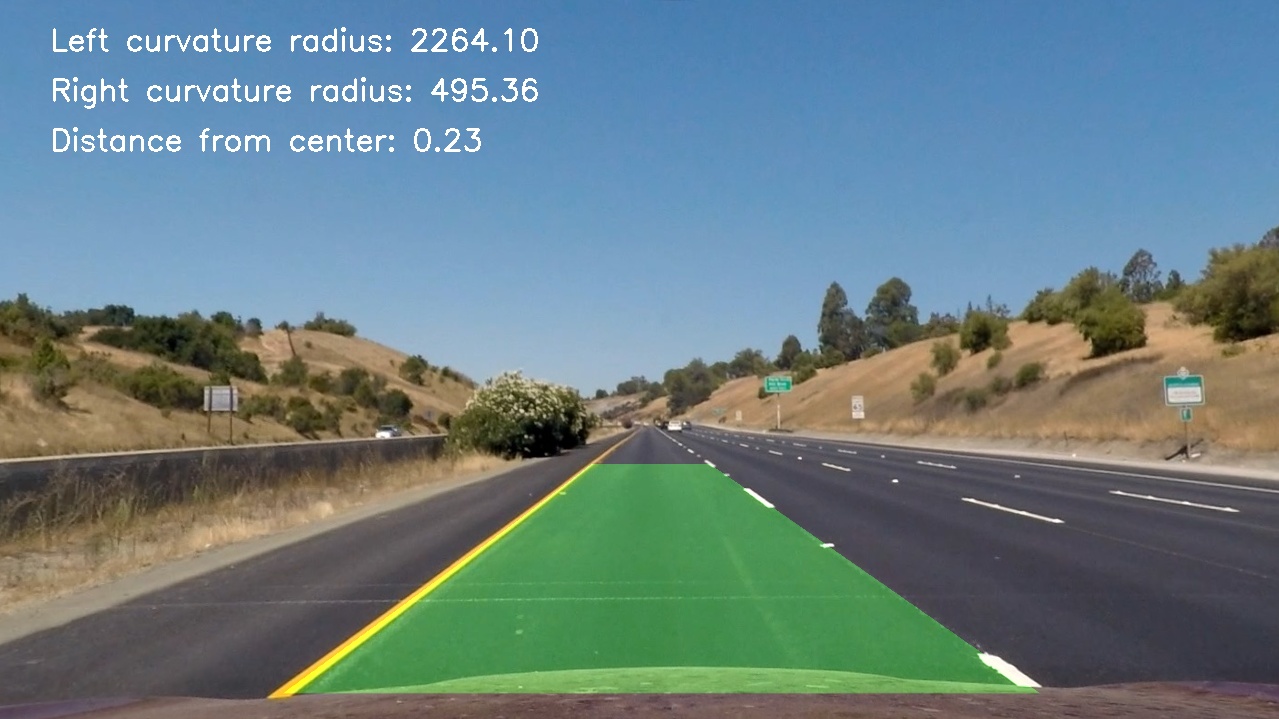 Left curvature radius: 2264.10
Right curvature radius: 495.36
Distance from center: 0.23